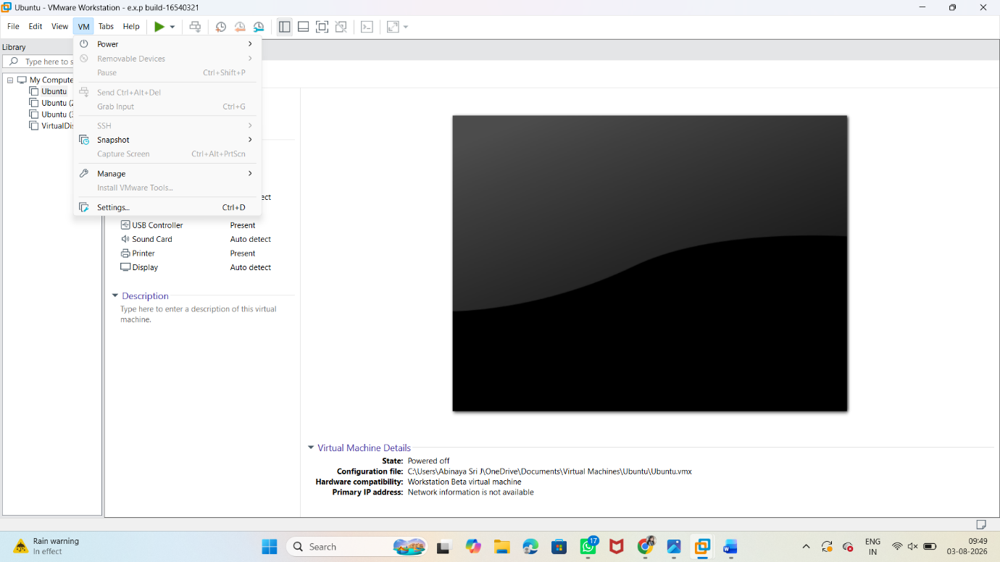 Ubuntu - VMware Workstation - e.x.p build-16540321
File Edit View VM Tabs Help
Library
Type here to s
My Compute
Ubuntu
Ubuntu (2
Ubuntu (3
VirtualDis
Power
Removable Devices
Pause Ctrl+Shift+P
Send Ctrl+Alt+Del
Grab Input Ctrl+G
SSH
Snapshot
Capture Screen Ctrl+Alt+PrtScn
Manage
Install VMware Tools...
Settings... Ctrl+D
ect
USB Controller Present
Sound Card Auto detect
Printer Present
Display Auto detect
Description
Type here to enter a description of this virtual
machine.
Virtual Machine Details
State: Powered off
Configuration file: C:\Users\Abinaya Sri J\OneDrive\Documents\Virtual Machines\Ubuntu\Ubuntu.vmx
Hardware compatibility: Workstation Beta virtual machine
Primary IP address: Network information is not available
Rain warning
In effect
Search
17
ENG
IN
09:49
03-08-2026